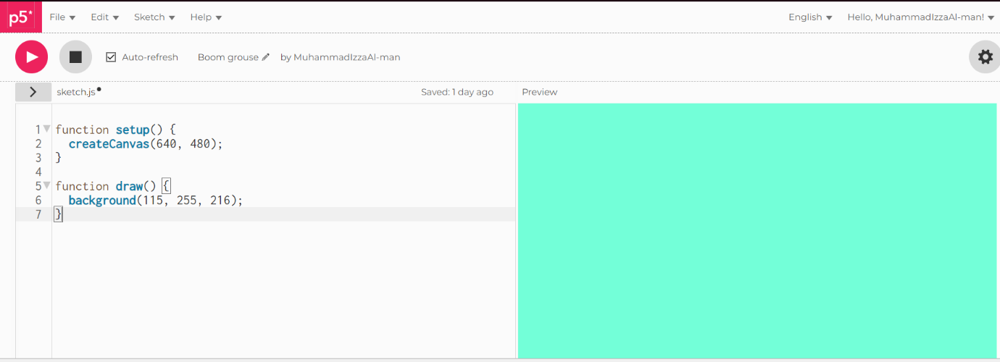 p5* File Edit Sketch Help English Hello, MuhammadIzzaAl-man!
Auto-refresh Boom grouse by MuhammadIzzaAl-man
sketch.js Saved: 1 day ago Preview
1 function setup() {
2 createCanvas(640, 480);
3 }
4
5 function draw() {
6 background(115, 255, 216);
7 }